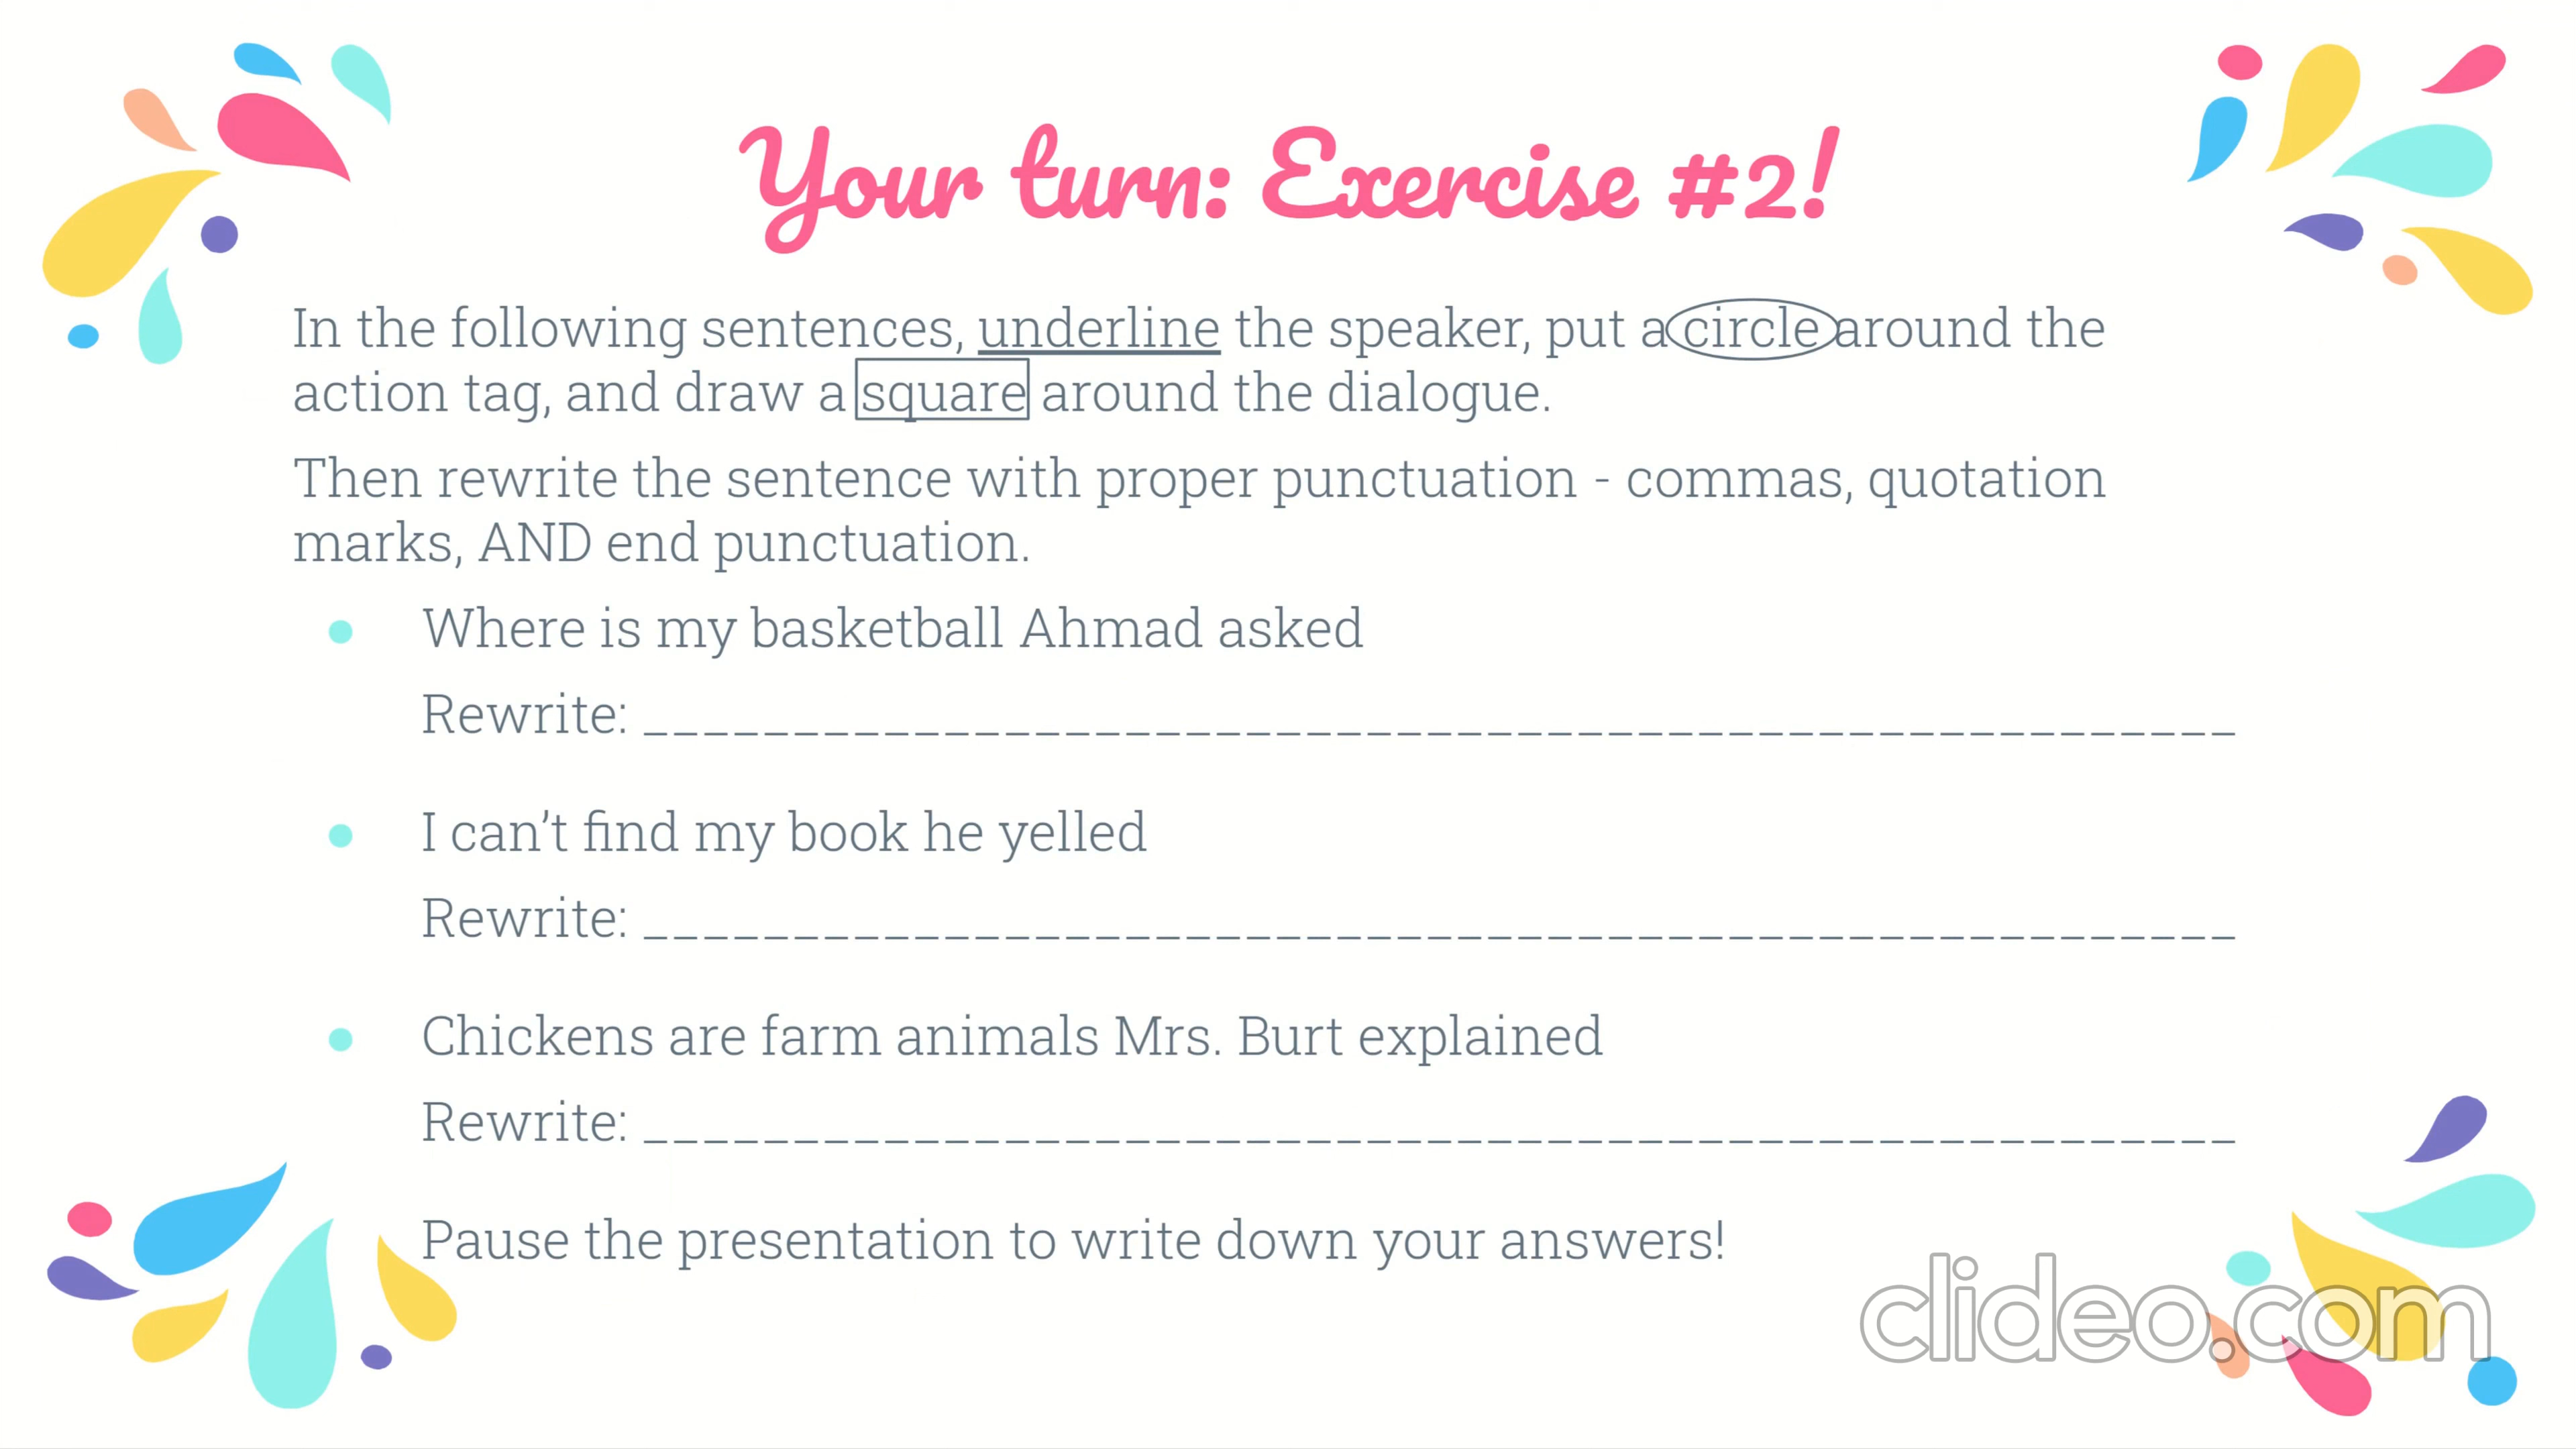 Your turn: Exercise #2!
In the following sentences, underline the speaker, put a circle around the
action tag, and draw a square around the dialogue.
Then rewrite the sentence with proper punctuation - commas, quotation
marks, AND end punctuation.
Where is my basketball Ahmad asked
Rewrite: _____________________________________________________
I can’t find my book he yelled
Rewrite: _____________________________________________________
Chickens are farm animals Mrs. Burt explained
Rewrite: _____________________________________________________
Pause the presentation to write down your answers!
clideo.com